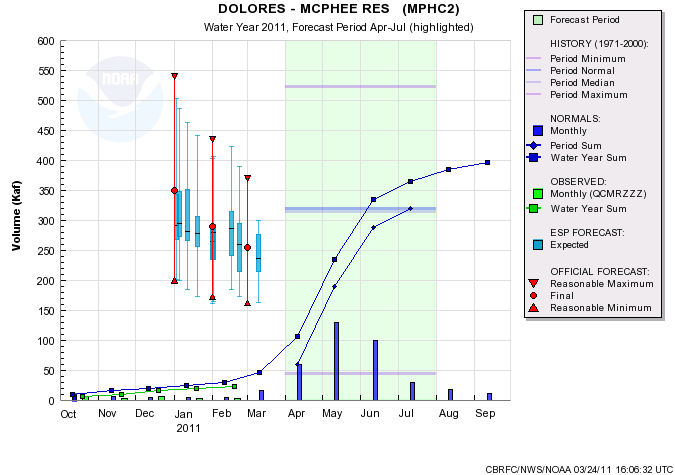 DOLORES - MCPHEE RES (MPHC2)
Water Year 2011, Forecast Period Apr-Jul (highlighted)
NOAA
Volume (Kaf)
600
550
500
450
400
350
300
250
200
150
100
50
0
Oct Nov Dec Jan Feb Mar Apr May Jun Jul Aug Sep
2011
Forecast Period
HISTORY (1971-2000):
Period Minimum
Period Normal
Period Median
Period Maximum
NORMALS:
Monthly
Period Sum
Water Year Sum
OBSERVED:
Monthly (QCMRZZZ)
Water Year Sum
ESP FORECAST:
Expected
OFFICIAL FORECAST:
Reasonable Maximum
Final
Reasonable Minimum
CBRFC/NWS/NOAA 03/24/11 16:06:32 UTC